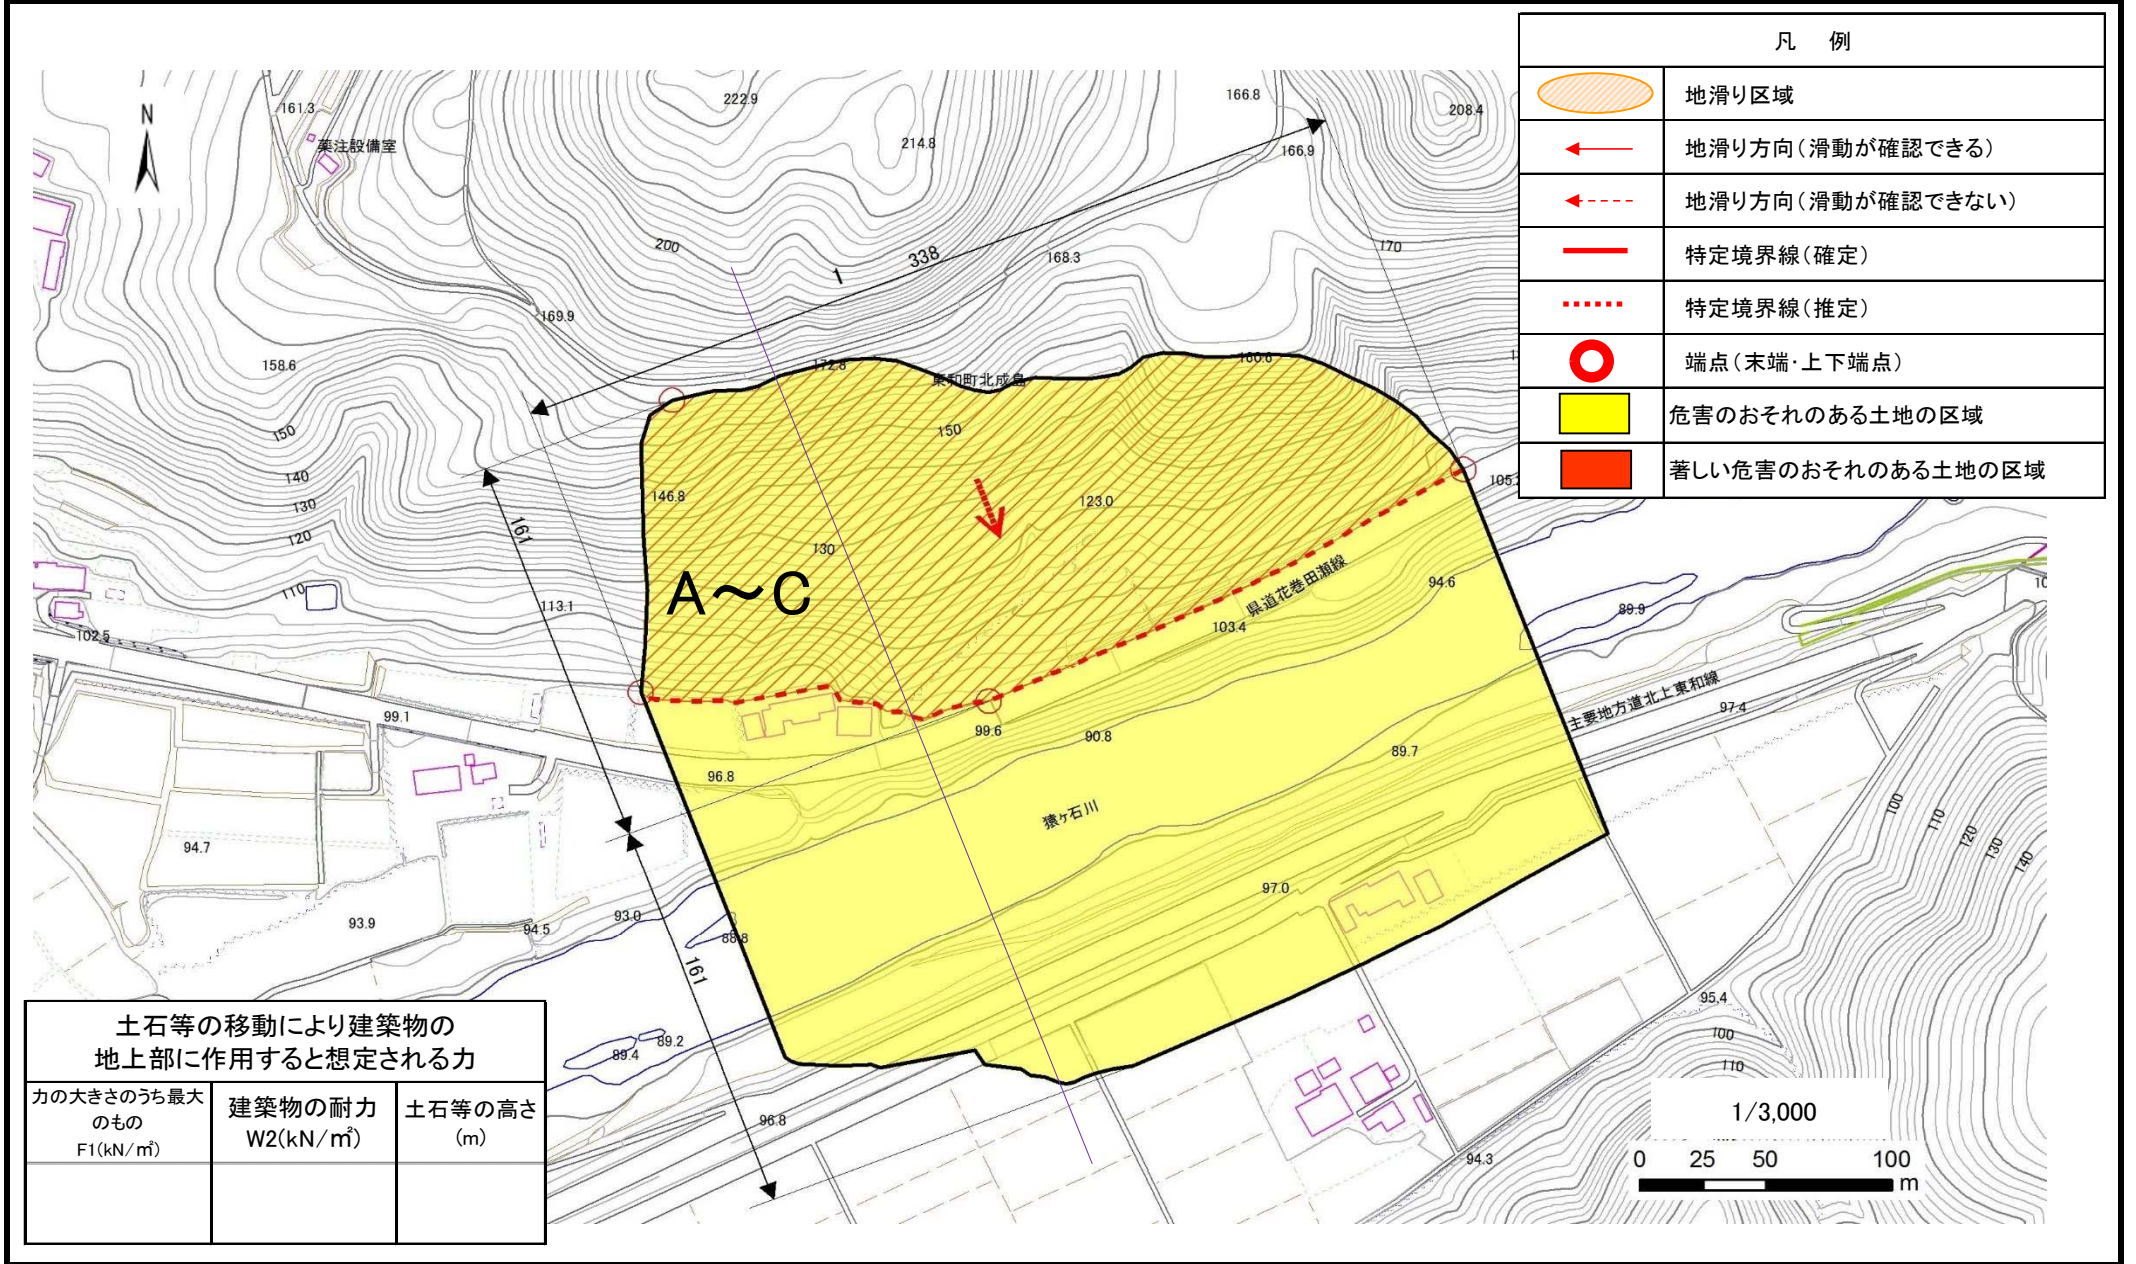 凡　例
地滑り区域
地滑り方向(滑動が確認できる)
地滑り方向(滑動が確認できない)
特定境界線(確定)
特定境界線(推定)
端点(末端・上下端点)
危害のおそれのある土地の区域
著しい危害のおそれのある土地の区域
N
161.3
薬注設備室
222.9
214.8
166.8
166.9
208.4
200
1
338
168.3
170
169.9
158.6
172.8
東和町北成島
160.6
150
150
140
130
120
110
146.8
161
123.0
130
A～C
113.1
102.5
県道花巻田瀬線
103.4
94.6
89.9
99.1
99.6
90.8
89.7
主要地方道北上東和線
97.4
96.8
猿ヶ石川
94.7
93.9
94.5
93.0
88.8
161
97.0
100
110
120
130
140
95.4
100
110
89.4
89.2
96.8
94.3
土石等の移動により建築物の
地上部に作用すると想定される力
力の大きさのうち最大
のもの
F1(kN/㎡)
建築物の耐力
W2(kN/㎡)
土石等の高さ
(m)
1/3,000
0 25 50 100
m